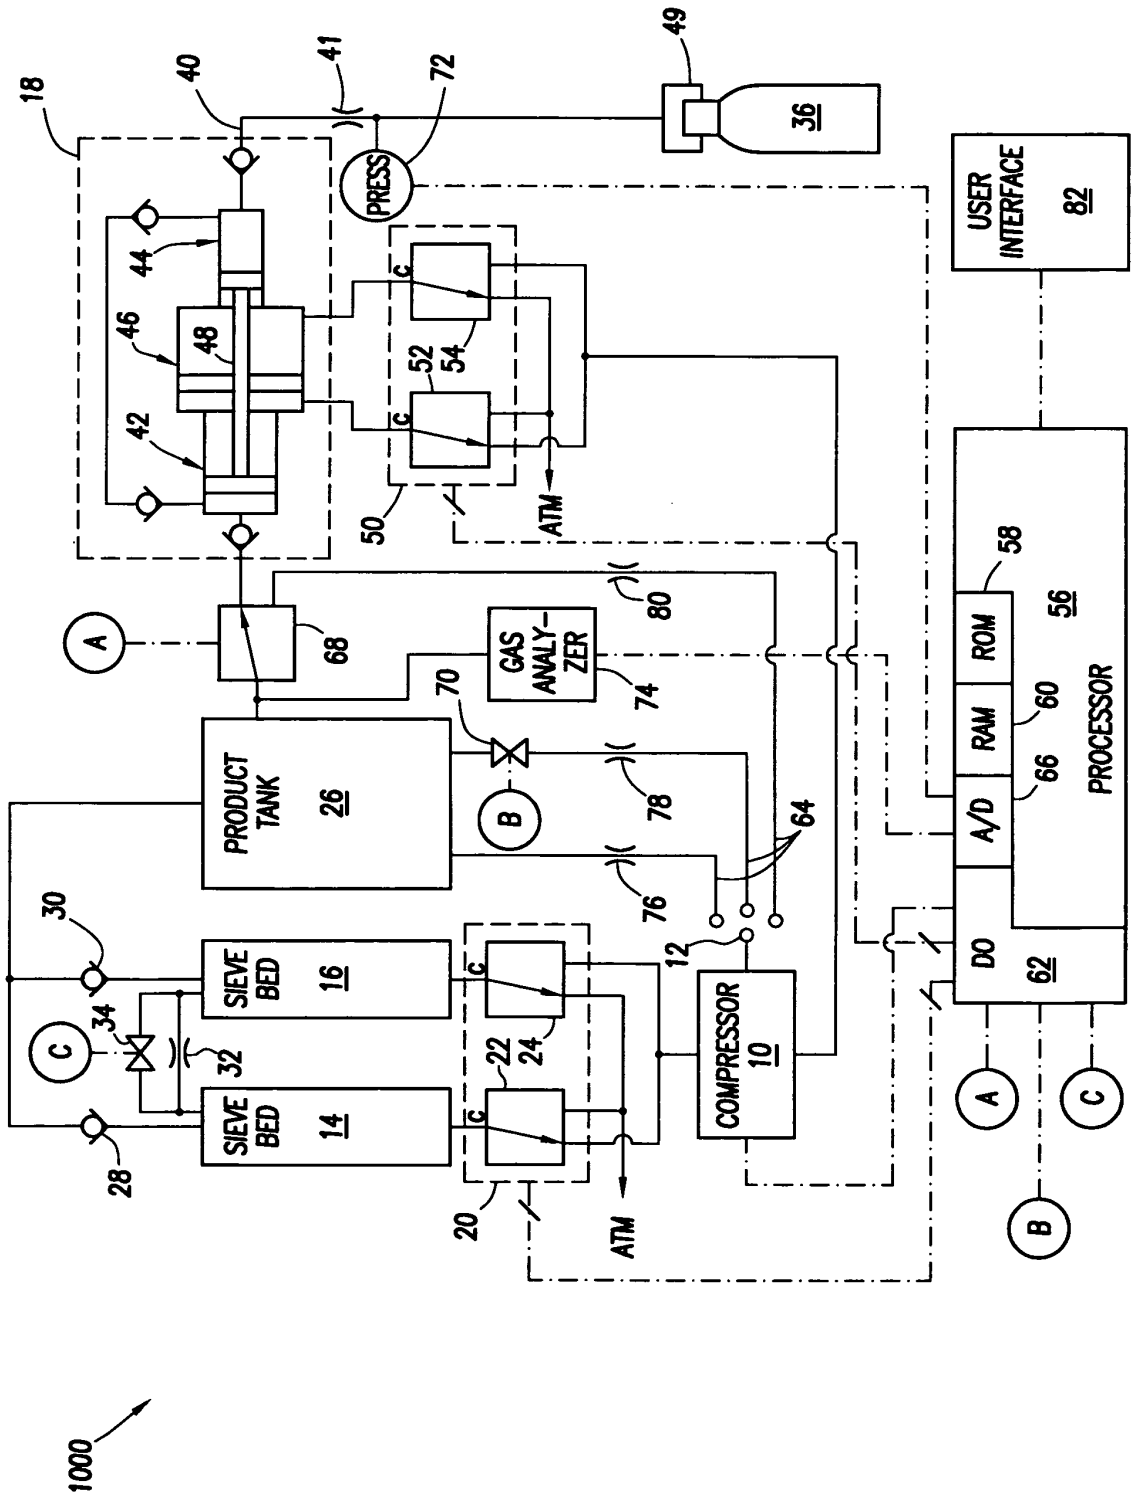 1000
SIEVE
BED
14
SIEVE
BED
16
28
30
C
34
32
PRODUCT
TANK
26
A
68
18
42
46
48
44
40
41
72
PRESS
49
36
C
52
C
54
50
ATM
GAS
ANALY-
ZER
74
70
B
76
78
80
64
C
22
C
24
20
ATM
12
COMPRESSOR
10
USER
INTERFACE
82
DO
62
A/D
66
RAM
60
ROM
58
PROCESSOR
56
A
B
C